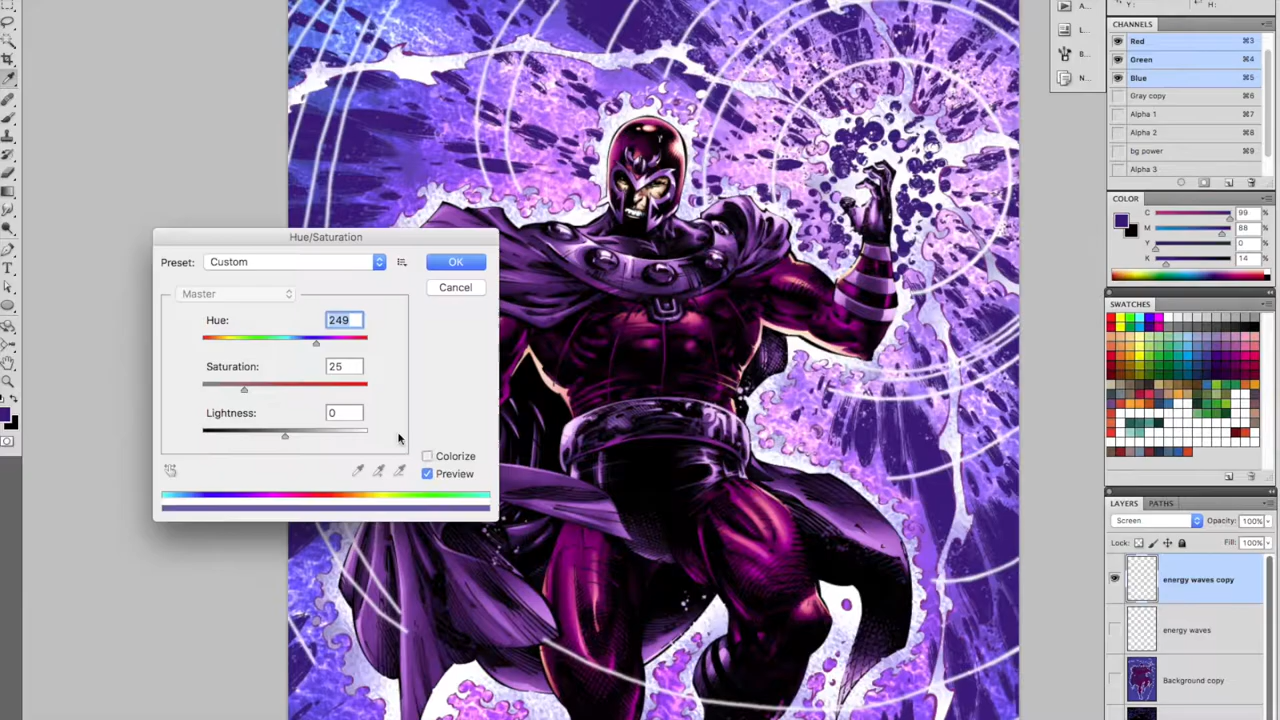 A...
Y:
H:
L...
B...
N...
CHANNELS
Red ⌘3
Green ⌘4
Blue ⌘5
Gray copy ⌘6
Alpha 1 ⌘7
Alpha 2 ⌘8
bg power ⌘9
Alpha 3
COLOR
C 99 %
M 88 %
Y 0 %
K 14 %
SWATCHES
Hue/Saturation
Preset: Custom
OK
Cancel
Master
Hue: 249
Saturation: 25
Lightness: 0
Colorize
Preview
T
LAYERS PATHS
Screen Opacity: 100%
Lock: Fill: 100%
energy waves copy
energy waves
Background copy